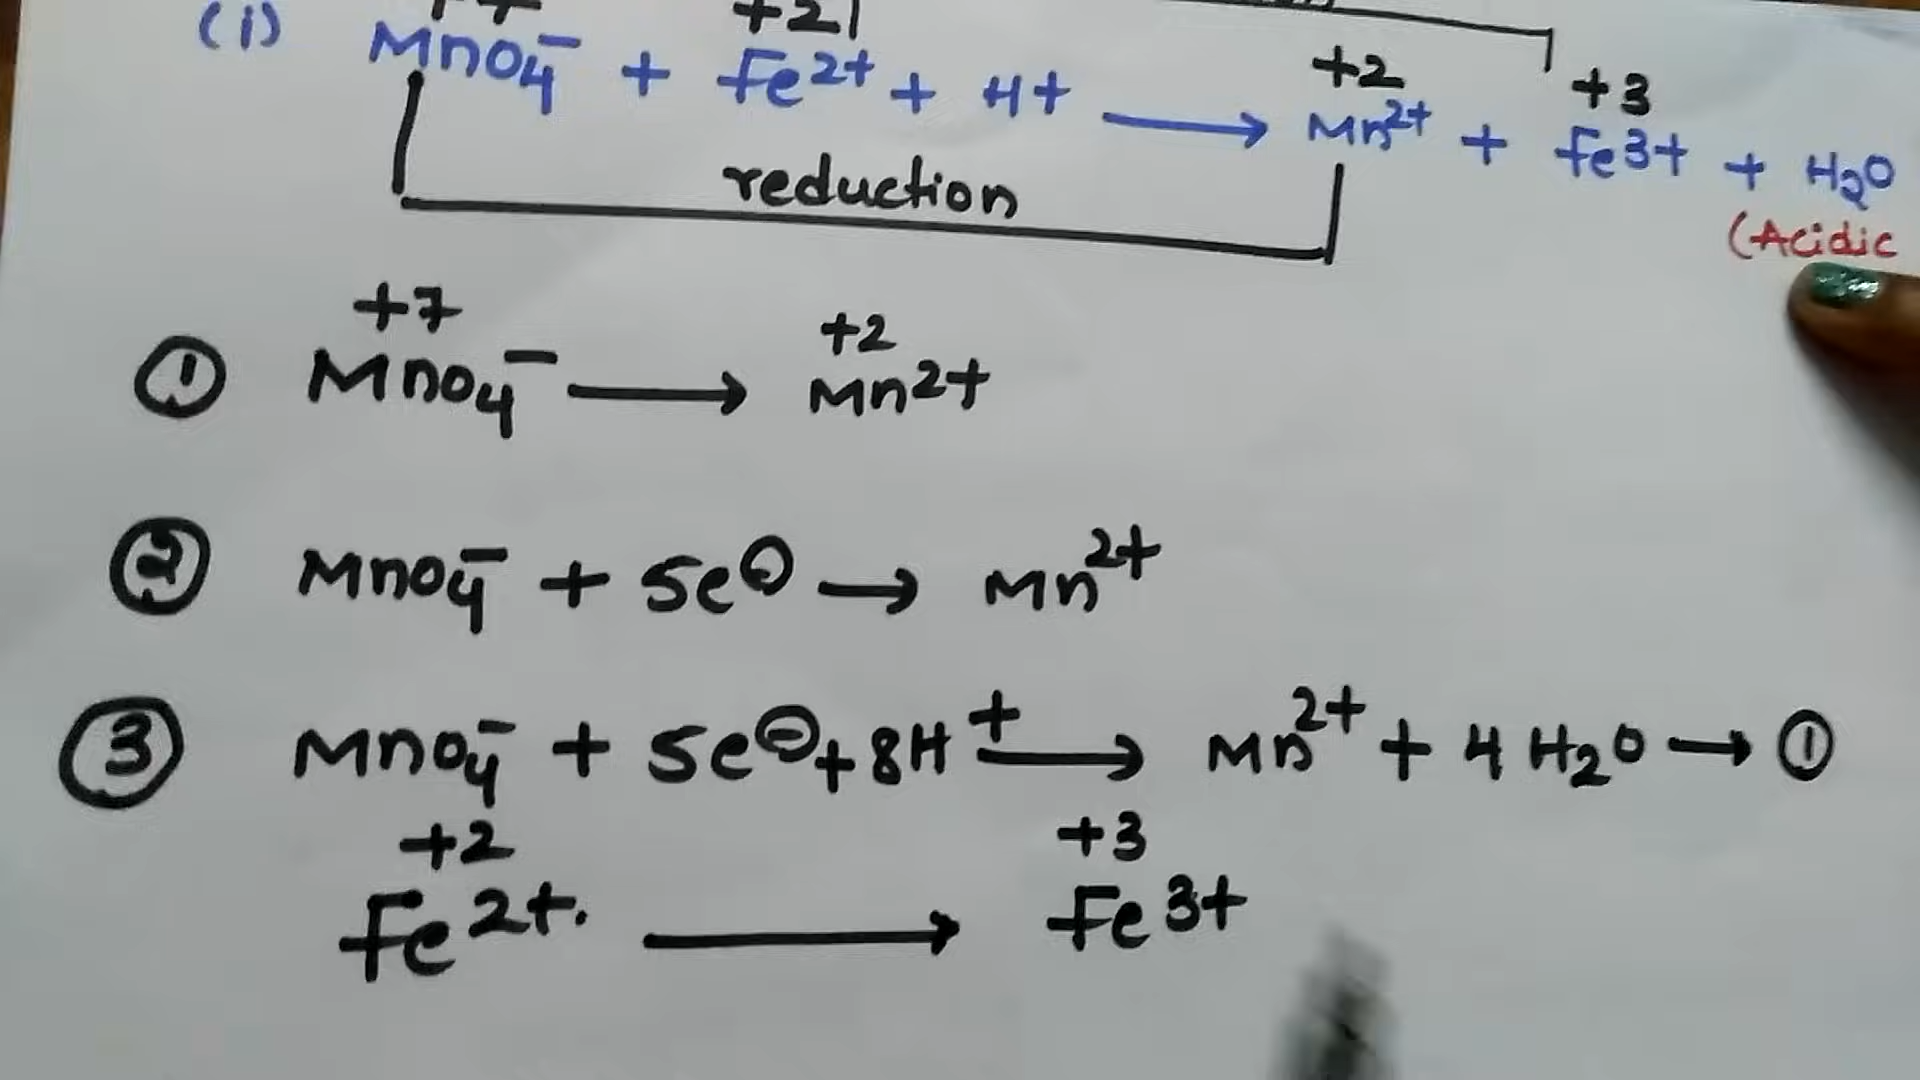 +7 +2
(i) MnO₄⁻ + Fe²⁺ + H⁺ ⟶ Mn²⁺ + Fe³⁺ + H₂O
+2 +3
reduction
(Acidic
+7 +2
① MnO₄⁻ ⟶ Mn²⁺
② MnO₄⁻ + 5e⊖ → Mn²⁺
③ MnO₄⁻ + 5e⊖ + 8H⁺ ⟶ Mn²⁺ + 4H₂O → ①
+2 +3
Fe²⁺ ⟶ Fe³⁺